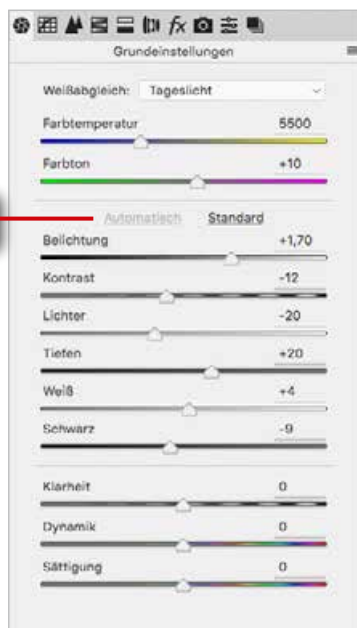 fx
Grundeinstellungen
Weißabgleich: Tageslicht
Farbtemperatur 5500
Farbton +10
Automatisch Standard
Belichtung +1,70
Kontrast -12
Lichter -20
Tiefen +20
Weiß +4
Schwarz -9
Klarheit 0
Dynamik 0
Sättigung 0